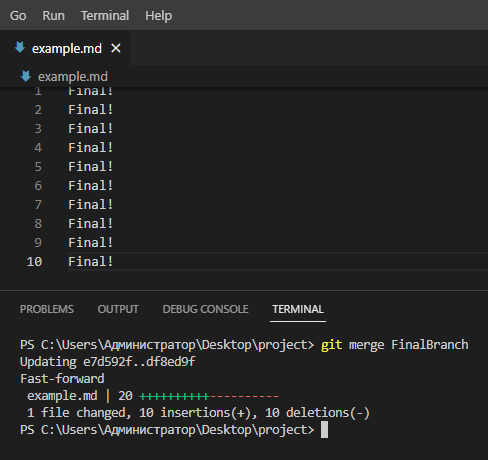 Go Run Terminal Help
example.md
example.md
1 Final!
2 Final!
3 Final!
4 Final!
5 Final!
6 Final!
7 Final!
8 Final!
9 Final!
10 Final!
PROBLEMS OUTPUT DEBUG CONSOLE TERMINAL
PS C:\Users\Администратор\Desktop\project> git merge FinalBranch
Updating e7d592f..df8ed9f
Fast-forward
 example.md | 20 ++++++++++----------
 1 file changed, 10 insertions(+), 10 deletions(-)
PS C:\Users\Администратор\Desktop\project>